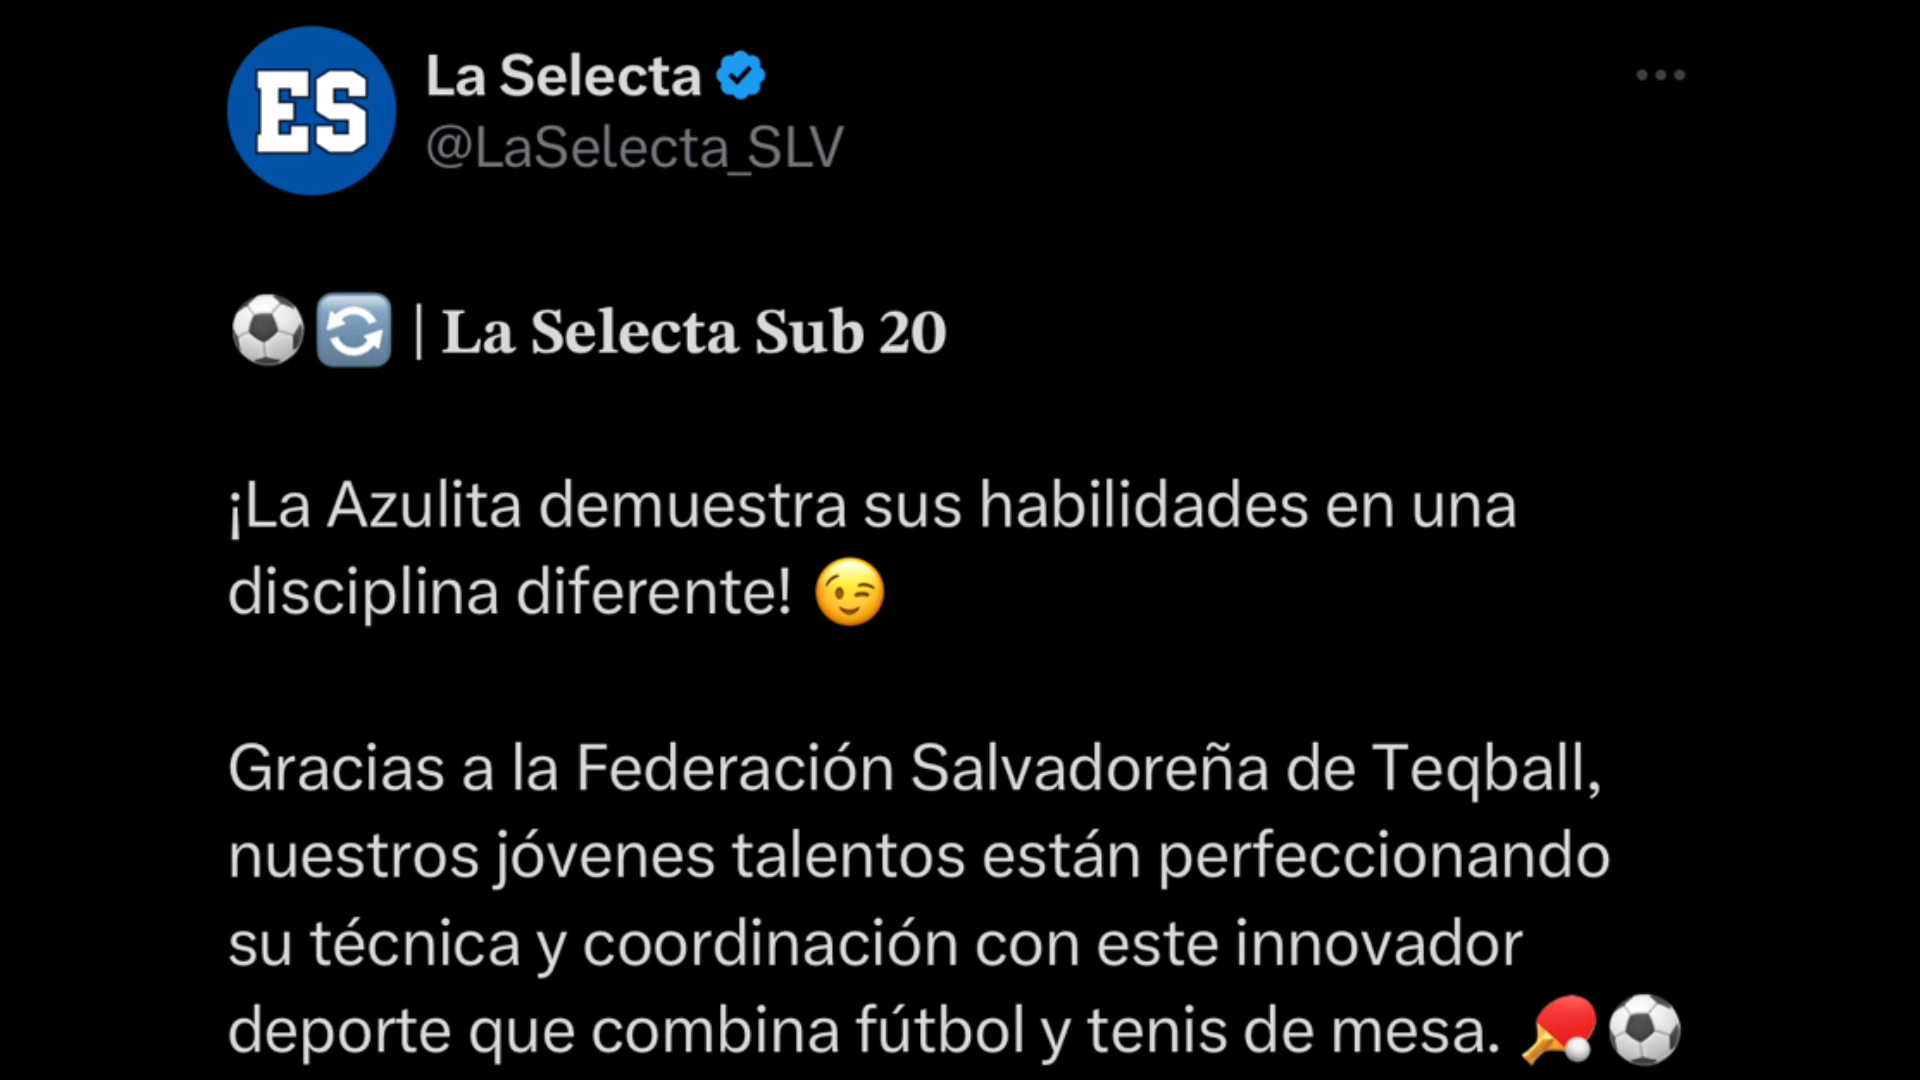 ES
La Selecta
@LaSelecta_SLV
⚽🔄 | La Selecta Sub 20
¡La Azulita demuestra sus habilidades en una
disciplina diferente! 😉
Gracias a la Federación Salvadoreña de Teqball,
nuestros jóvenes talentos están perfeccionando
su técnica y coordinación con este innovador
deporte que combina fútbol y tenis de mesa. 🏓⚽